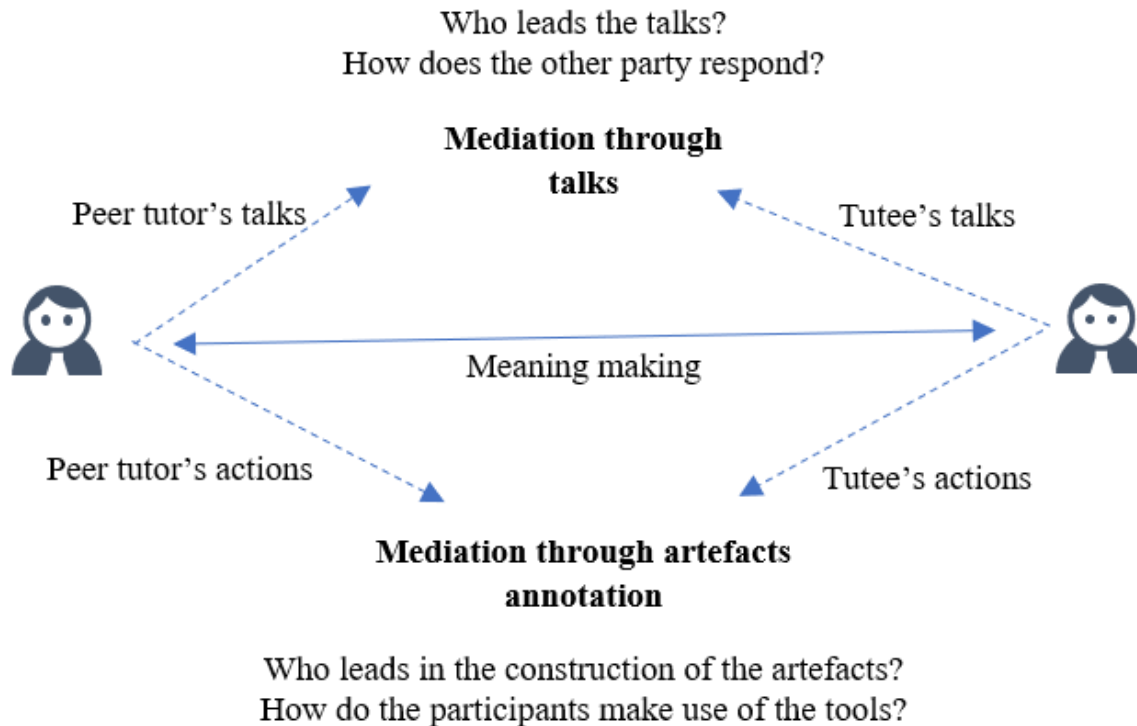 Who leads the talks?
How does the other party respond?
Mediation through
talks
Peer tutor’s talks
Tutee’s talks
Meaning making
Peer tutor’s actions
Tutee’s actions
Mediation through artefacts
annotation
Who leads in the construction of the artefacts?
How do the participants make use of the tools?